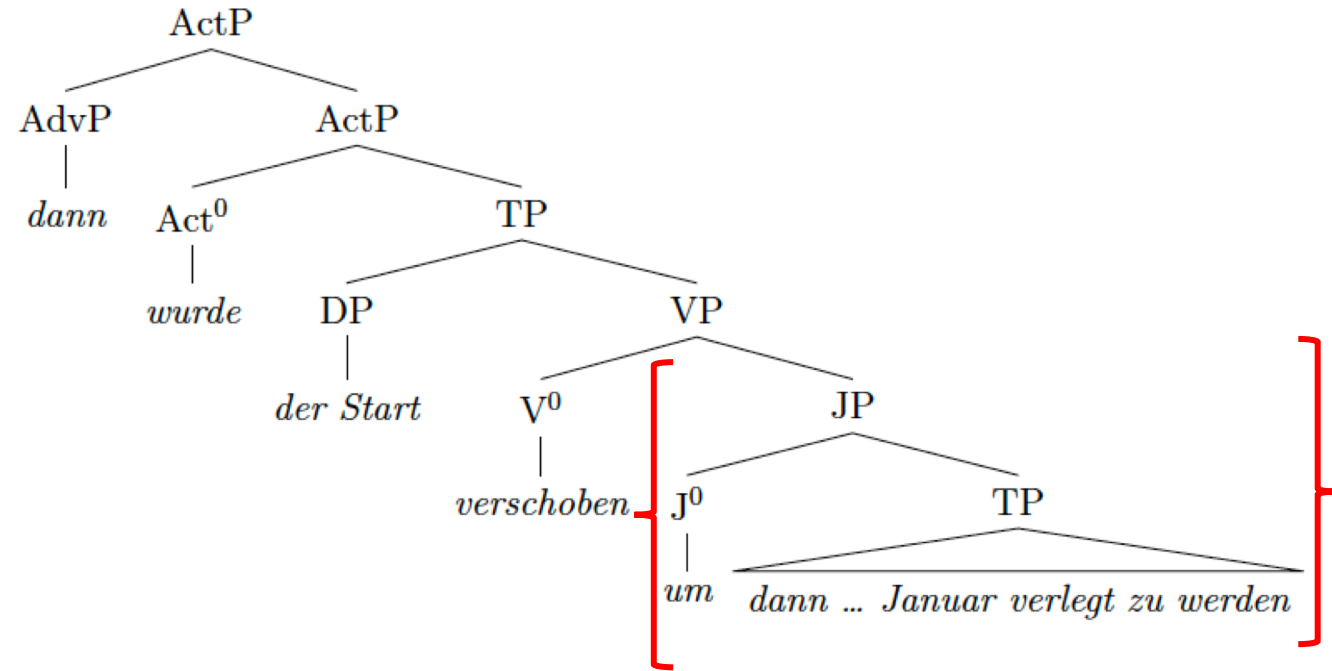 ActP
AdvP ActP
dann Act⁰ TP
wurde DP VP
der Start V⁰ JP
verschoben J⁰ TP
um dann ... Januar verlegt zu werden